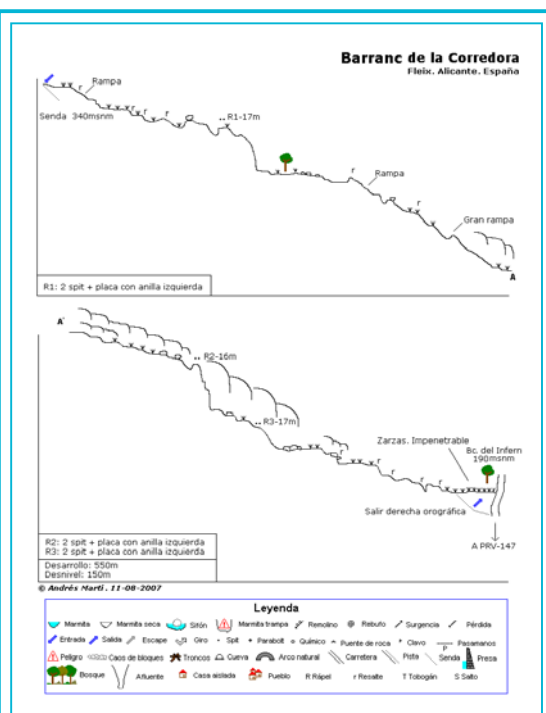 Barranc de la Corredora
Fleix. Alicante. España
Rampa
Senda 340msnm
r
r
r
r
R1-17m
r
Rampa
r
Gran rampa
A
R1: 2 spit + placa con anilla izquierda
A´
R2-16m
R3-17m
Zarzas. Impenetrable
Bc. del Infern
190msnm
r
r
r
r
r
Salir derecha orográfica
A PRV-147
R2: 2 spit + placa con anilla izquierda
R3: 2 spit + placa con anilla izquierda
Desarrollo: 550m
Desnivel: 150m
© Andrés Martí. 11-08-2007
Leyenda
Marmita Marmita seca Sifón Marmita trampa Remolino Rebufo Surgencia Pérdida
Entrada Salida Escape Giro Spit Parabolt Químico Puente de roca Clavo Pasamanos
P
Peligro Caos de bloques Troncos Cueva Arco natural Carretera Pista Senda Presa
Bosque Afluente Casa aislada Pueblo R Rápel r Resalte T Tobogán S Salto